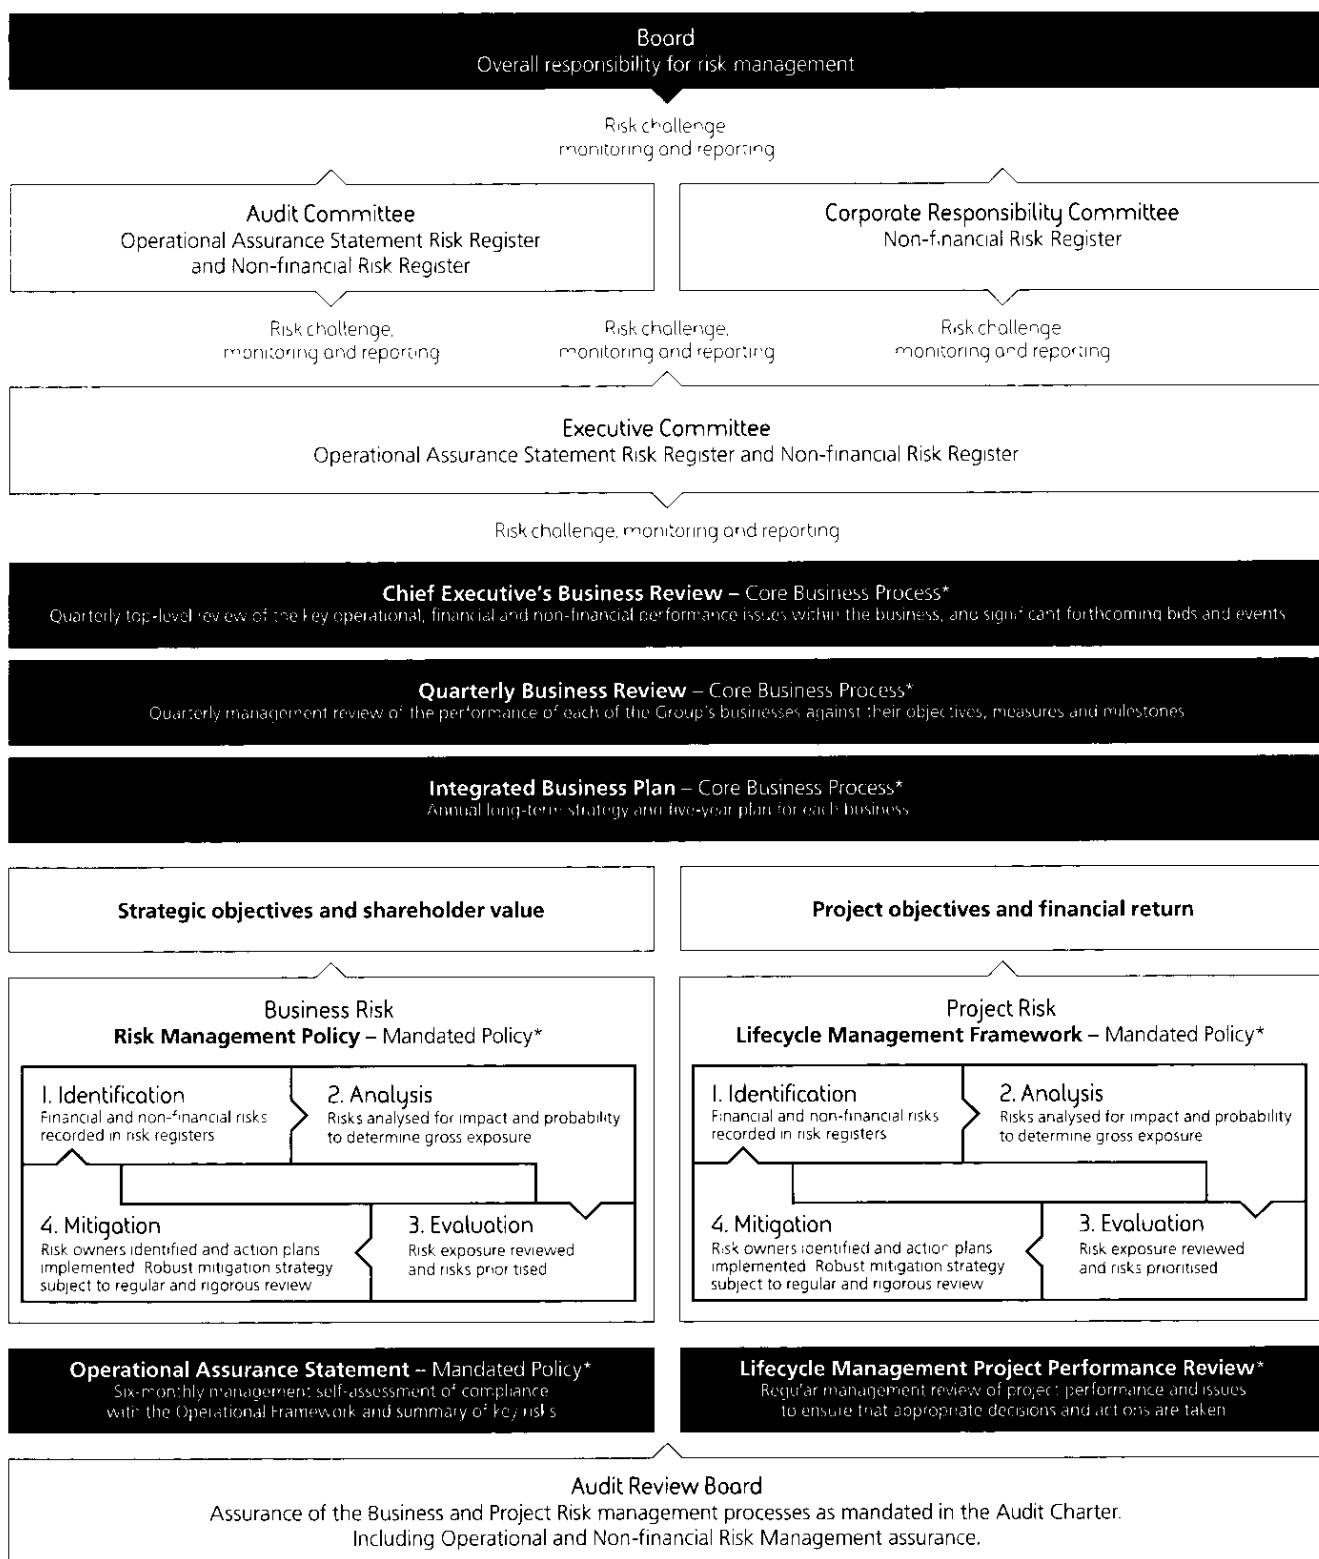 Board
Overall responsibility for risk management
Risk challenge
monitoring and reporting
Audit Committee
Operational Assurance Statement Risk Register
and Non-financial Risk Register
Corporate Responsibility Committee
Non-financial Risk Register
Risk challenge,
monitoring and reporting
Risk challenge,
monitoring and reporting
Risk challenge
monitoring and reporting
Executive Committee
Operational Assurance Statement Risk Register and Non-financial Risk Register
Risk challenge, monitoring and reporting
Chief Executive's Business Review – Core Business Process*
Quarterly top-level review of the key operational, financial and non-financial performance issues within the business, and significant forthcoming bids and events
Quarterly Business Review – Core Business Process*
Quarterly management review of the performance of each of the Group's businesses against their objectives, measures and milestones
Integrated Business Plan – Core Business Process*
Annual long-term strategy and five-year plan for each business
Strategic objectives and shareholder value
Project objectives and financial return
Business Risk
Risk Management Policy – Mandated Policy*
1. Identification
Financial and non-financial risks
recorded in risk registers
2. Analysis
Risks analysed for impact and probability
to determine gross exposure
4. Mitigation
Risk owners identified and action plans
implemented Robust mitigation strategy
subject to regular and rigorous review
3. Evaluation
Risk exposure reviewed
and risks prioritised
Project Risk
Lifecycle Management Framework – Mandated Policy*
1. Identification
Financial and non-financial risks
recorded in risk registers
2. Analysis
Risks analysed for impact and probability
to determine gross exposure
4. Mitigation
Risk owners identified and action plans
implemented Robust mitigation strategy
subject to regular and rigorous review
3. Evaluation
Risk exposure reviewed
and risks prioritised
Operational Assurance Statement – Mandated Policy*
Six-monthly management self-assessment of compliance
with the Operational Framework and summary of key risks
Lifecycle Management Project Performance Review*
Regular management review of project performance and issues
to ensure that appropriate decisions and actions are taken
Audit Review Board
Assurance of the Business and Project Risk management processes as mandated in the Audit Charter.
Including Operational and Non-financial Risk Management assurance.